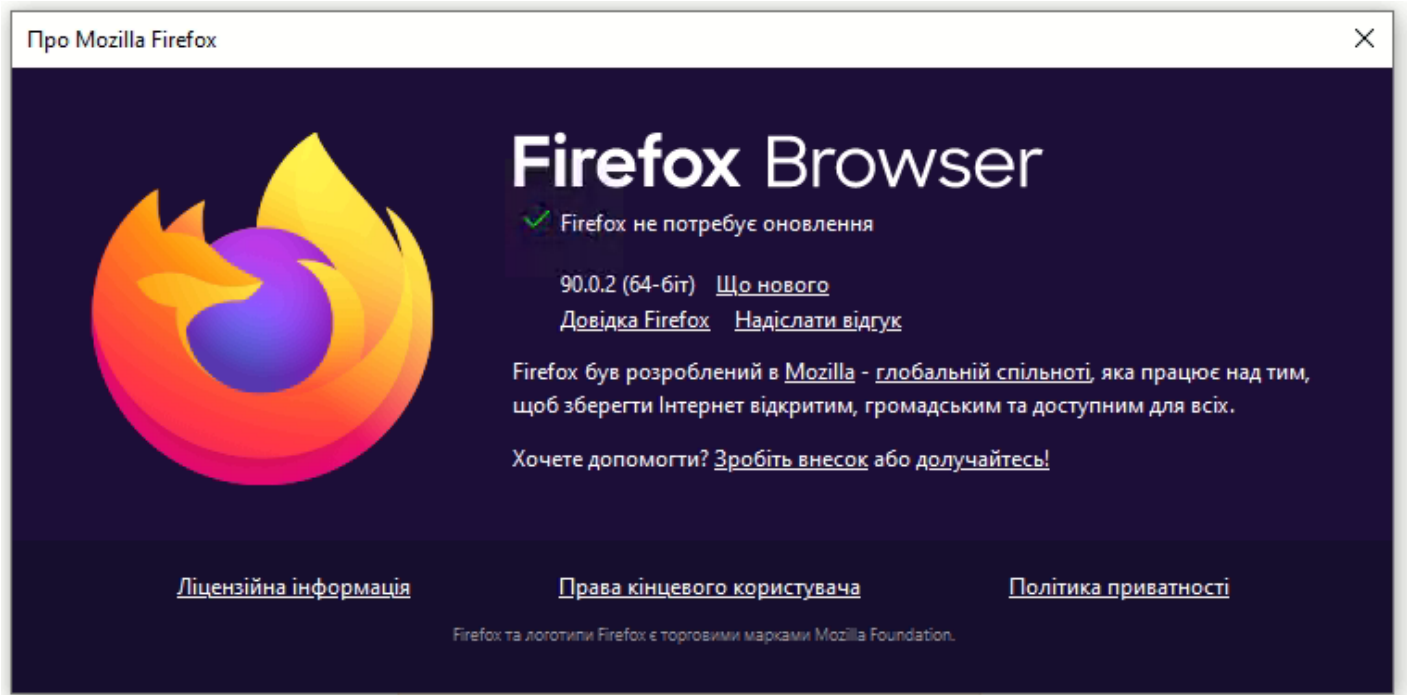 Про Mozilla Firefox
Firefox Browser
Firefox не потребує оновлення
90.0.2 (64-біт) Що нового
Довідка Firefox Надіслати відгук
Firefox був розроблений в Mozilla - глобальній спільноті, яка працює над тим,
щоб зберегти Інтернет відкритим, громадським та доступним для всіх.
Хочете допомогти? Зробіть внесок або долучайтесь!
Ліцензійна інформація Права кінцевого користувача Політика приватності
Firefox та логотипи Firefox є торговими марками Mozilla Foundation.